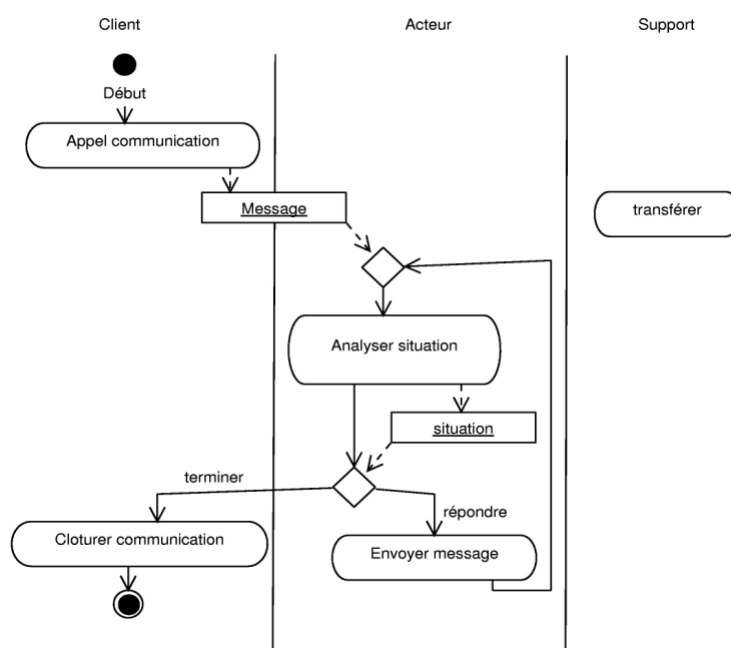 Client
Acteur
Support
Début
Appel communication
Message
transférer
Analyser situation
situation
terminer
répondre
Cloturer communication
Envoyer message